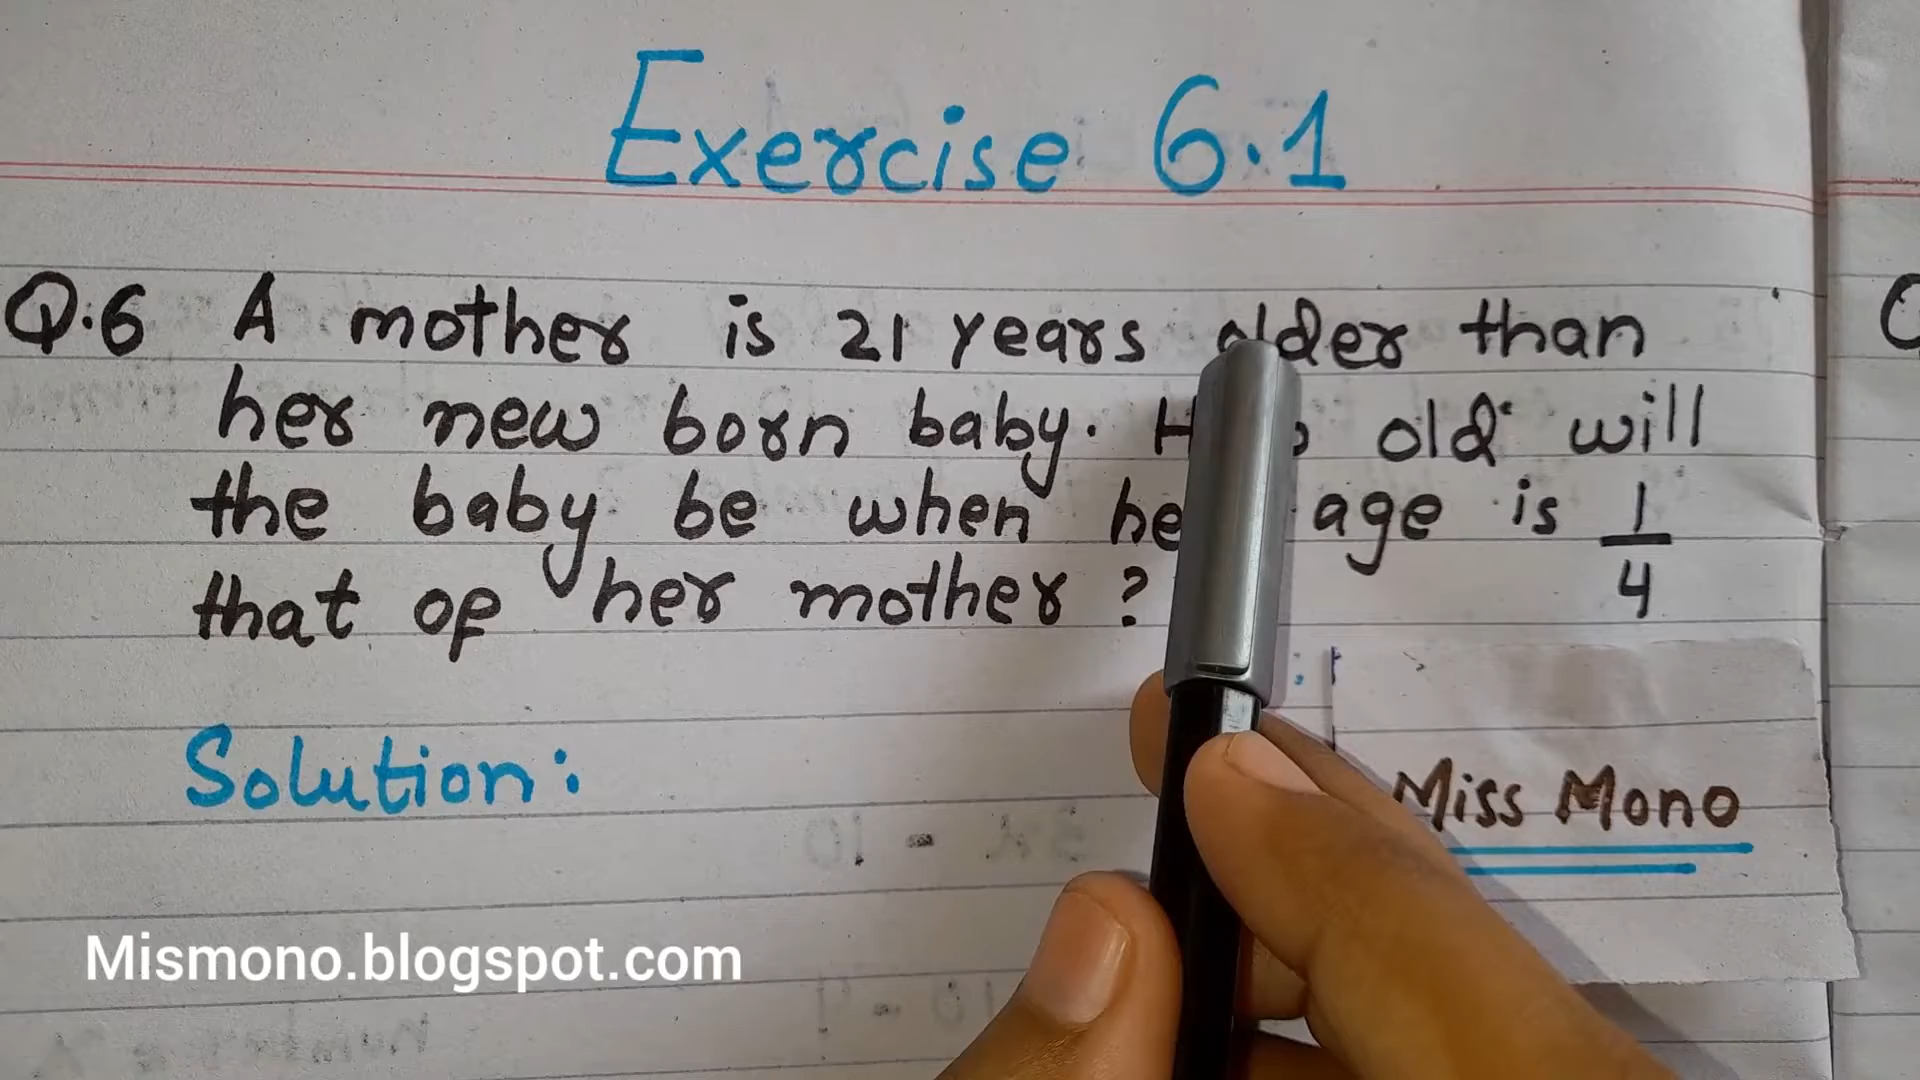 Exercise 6.1
Q.6 A mother is 21 years older than
her new born baby. old will
the baby be when age is 1/4
that of her mother ?
Solution:
Miss Mono
Mismono.blogspot.com